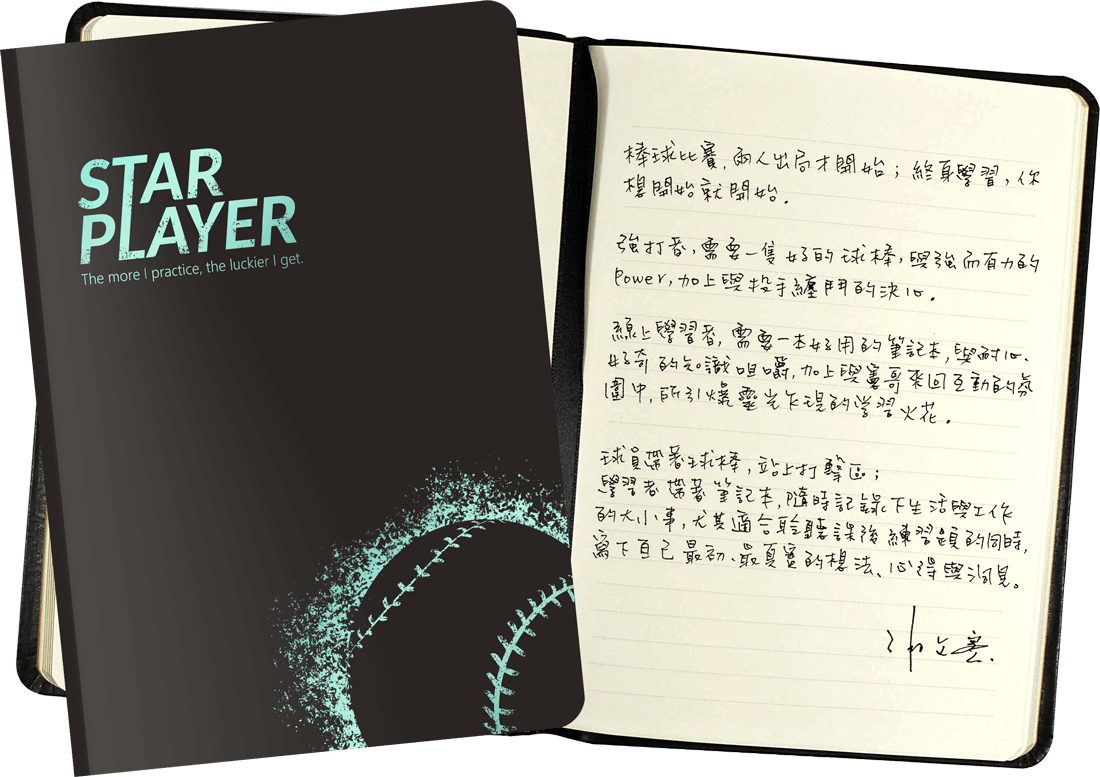 STAR
PLAYER
The more I practice, the luckier I get.
棒球比賽，兩人出局才開始；終身學習，你
想開始就開始。
強打者，需要一隻好的球棒，與強而有力的
Power，加上與投手纏鬥的決心。
線上學習者，需要一本好用的筆記本，與耐心、
好奇的知識咀嚼，加上與憲哥來回互動的氛
圍中，所引爆靈光乍現的學習火花。
球員帶著球棒，站上打擊區；
學習者帶著筆記本，隨時記錄下生活與工作
的大小事，尤其適合聆聽課後練習題的同時，
寫下自己最初、最真實的想法、心得與洞見。